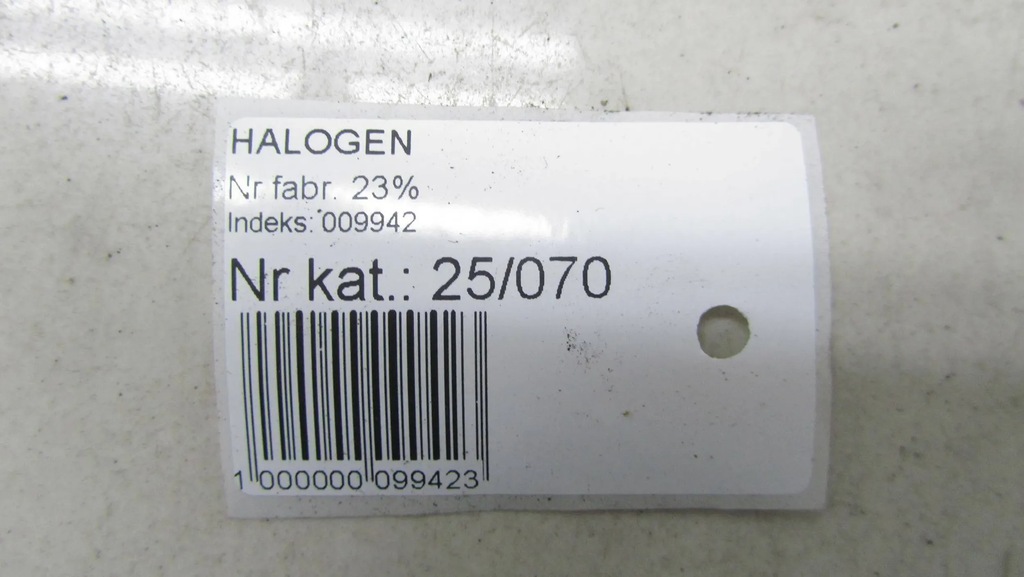 HALOGEN
Nr fabr. 23%
Indeks: 009942
Nr kat.: 25/070
1 000000 099423